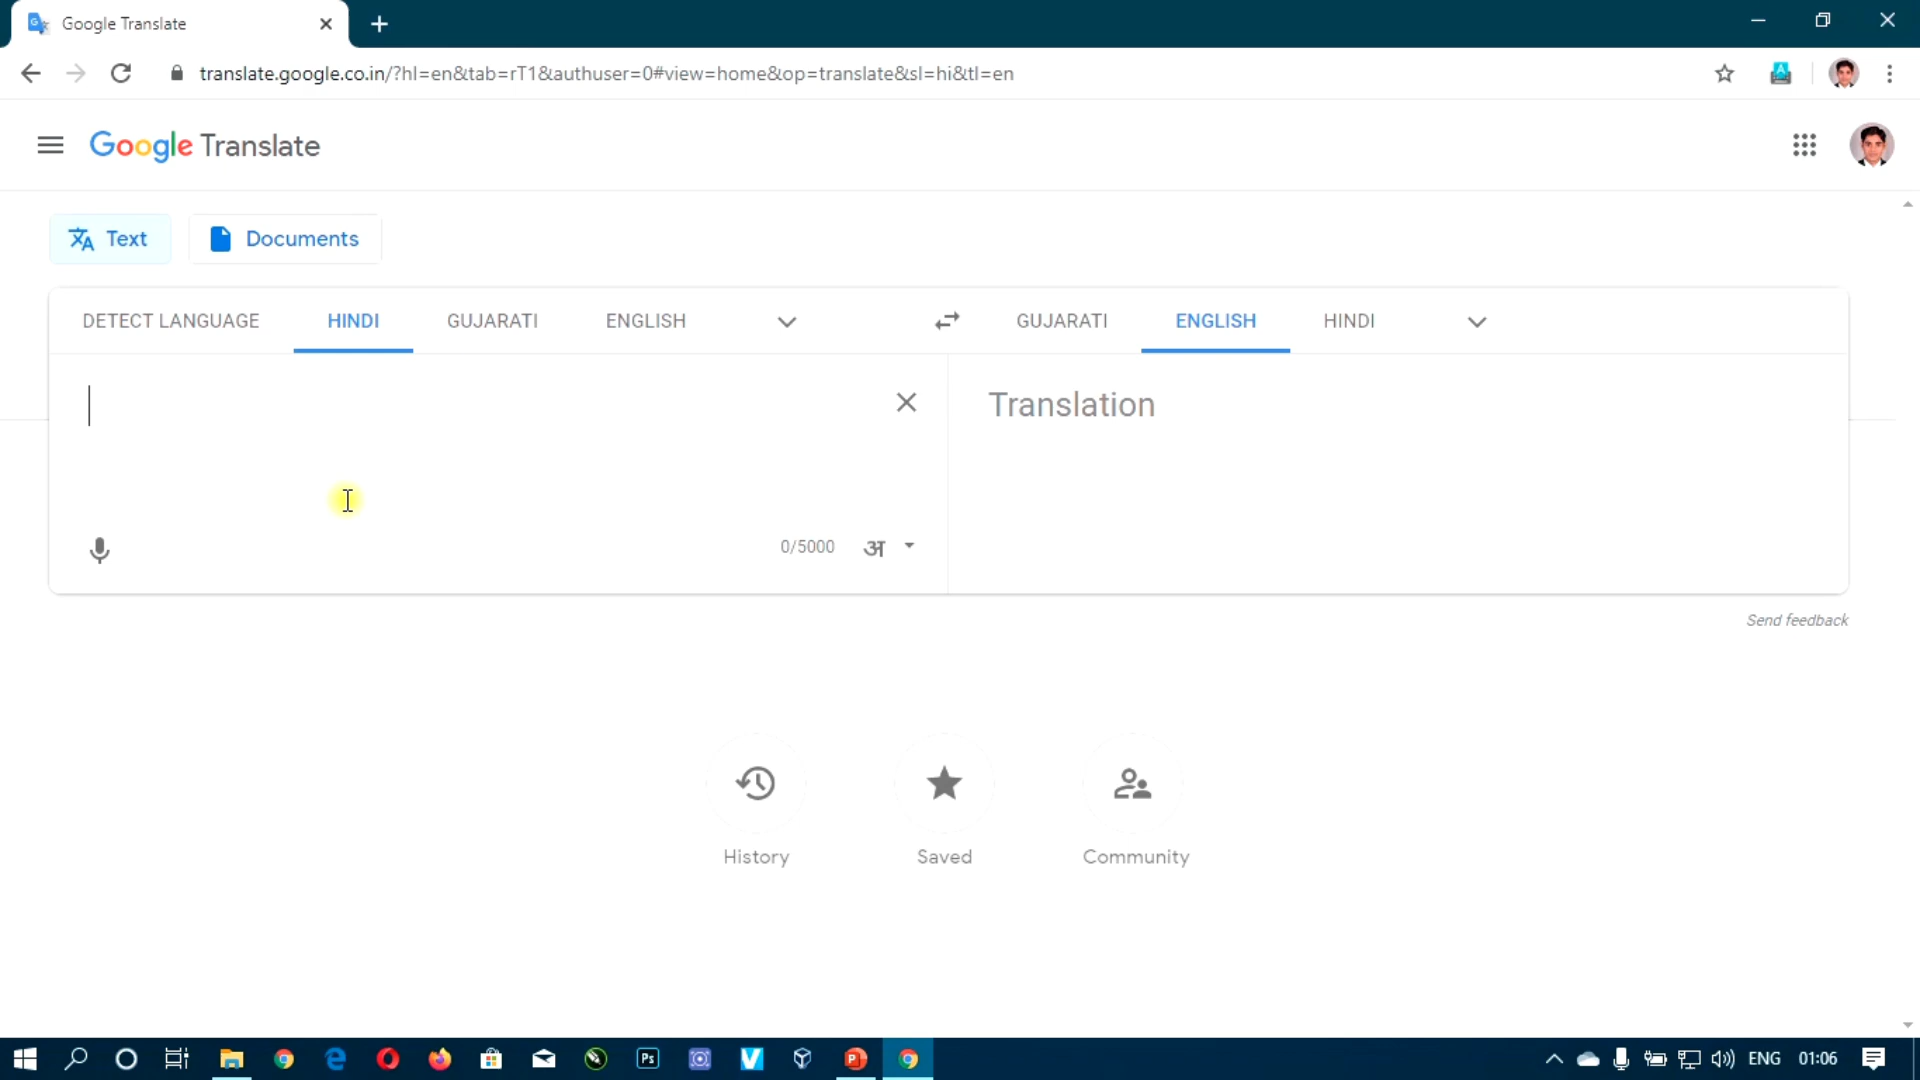 Google Translate
translate.google.co.in/?hl=en&tab=rT1&authuser=0#view=home&op=translate&sl=hi&tl=en
Google Translate
Text
Documents
DETECT LANGUAGE HINDI GUJARATI ENGLISH GUJARATI ENGLISH HINDI
Translation
0/5000 अ
Send feedback
History Saved Community
Ps ENG 01:06